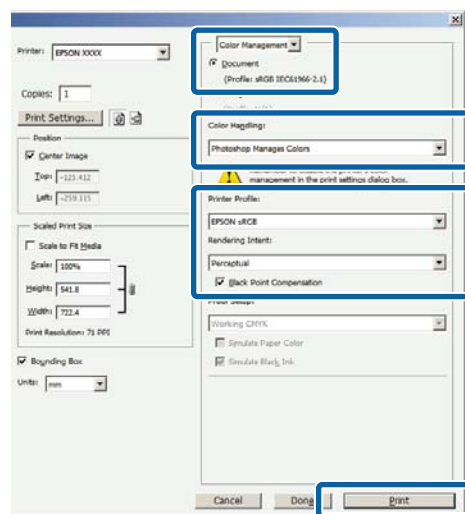 Printer: EPSON XXXX
Copies: 1
Print Settings...
Position
Center Image
Top: -125.412
Left: -259.115
Scaled Print Size
Scale to Fit Media
Scale: 100%
Height: 541.8
Width: 722.4
Print Resolution: 71 PPI
Bounding Box
Units: mm
Color Management
Document
(Profile: sRGB IEC61966-2.1)
Color Handling:
Photoshop Manages Colors
management in the print settings dialog box.
Printer Profile:
EPSON sRGB
Rendering Intent:
Perceptual
Black Point Compensation
Proof Setup:
Working CMYK
Simulate Paper Color
Simulate Black Ink
Cancel
Done
Print